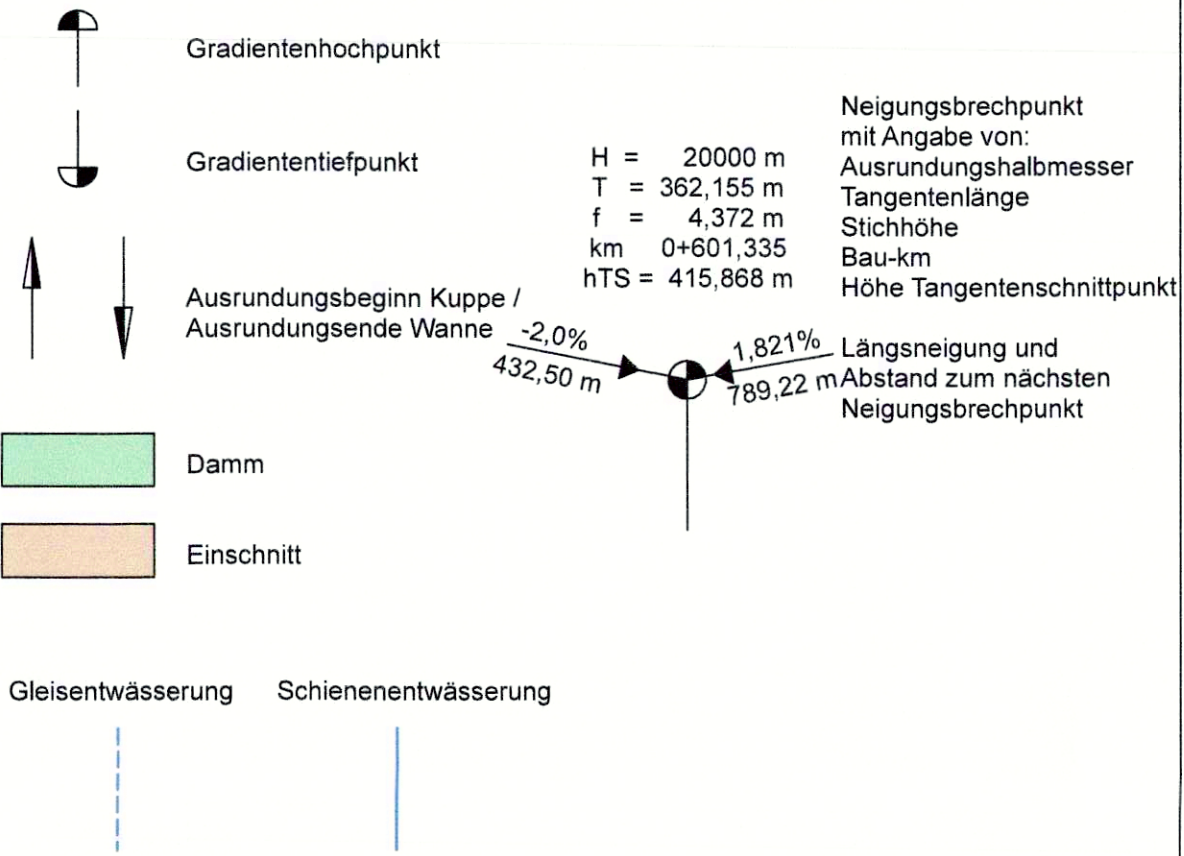 Gradientenhochpunkt
Gradiententiefpunkt
H = 20000 m
T = 362,155 m
f = 4,372 m
km 0+601,335
hTS = 415,868 m
Neigungsbrechpunkt
mit Angabe von:
Ausrundungshalbmesser
Tangentenlänge
Stichhöhe
Bau-km
Höhe Tangentenschnittpunkt
Ausrundungsbeginn Kuppe /
Ausrundungsende Wanne
-2,0%
432,50 m
1,821%
789,22 m
Längsneigung und
Abstand zum nächsten
Neigungsbrechpunkt
Damm
Einschnitt
Gleisentwässerung
Schienenentwässerung